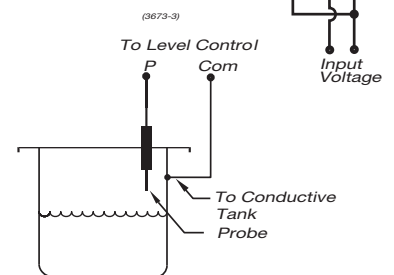 (3673-3)
To Level Control
P Com
Input
Voltage
To Conductive
Tank
Probe